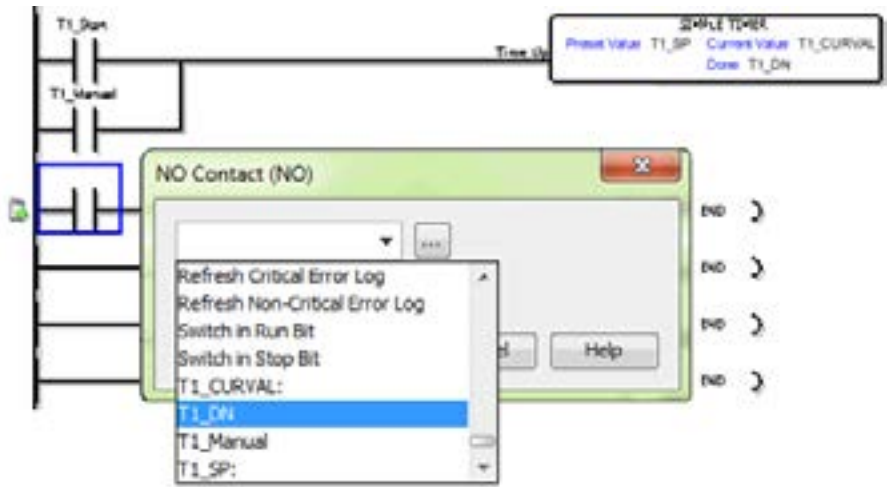 T1_Start
SIMPLE TIMER
Time_Up
Preset Value T1_SP Current Value T1_CURVAL
Done T1_DN
T1_Manual
NO Contact (NO)
...
END
Refresh Critical Error Log
Refresh Non-Critical Error Log
END
Switch in Run Bit
END
Switch in Stop Bit
Help
T1_CURVAL:
END
T1_DN
T1_Manual
T1_SP: